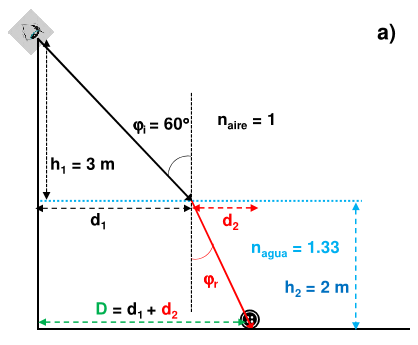 a)
φi = 60°
naire = 1
h1 = 3 m
d1
d2
nagua = 1.33
φr
h2 = 2 m
D = d1 + d2